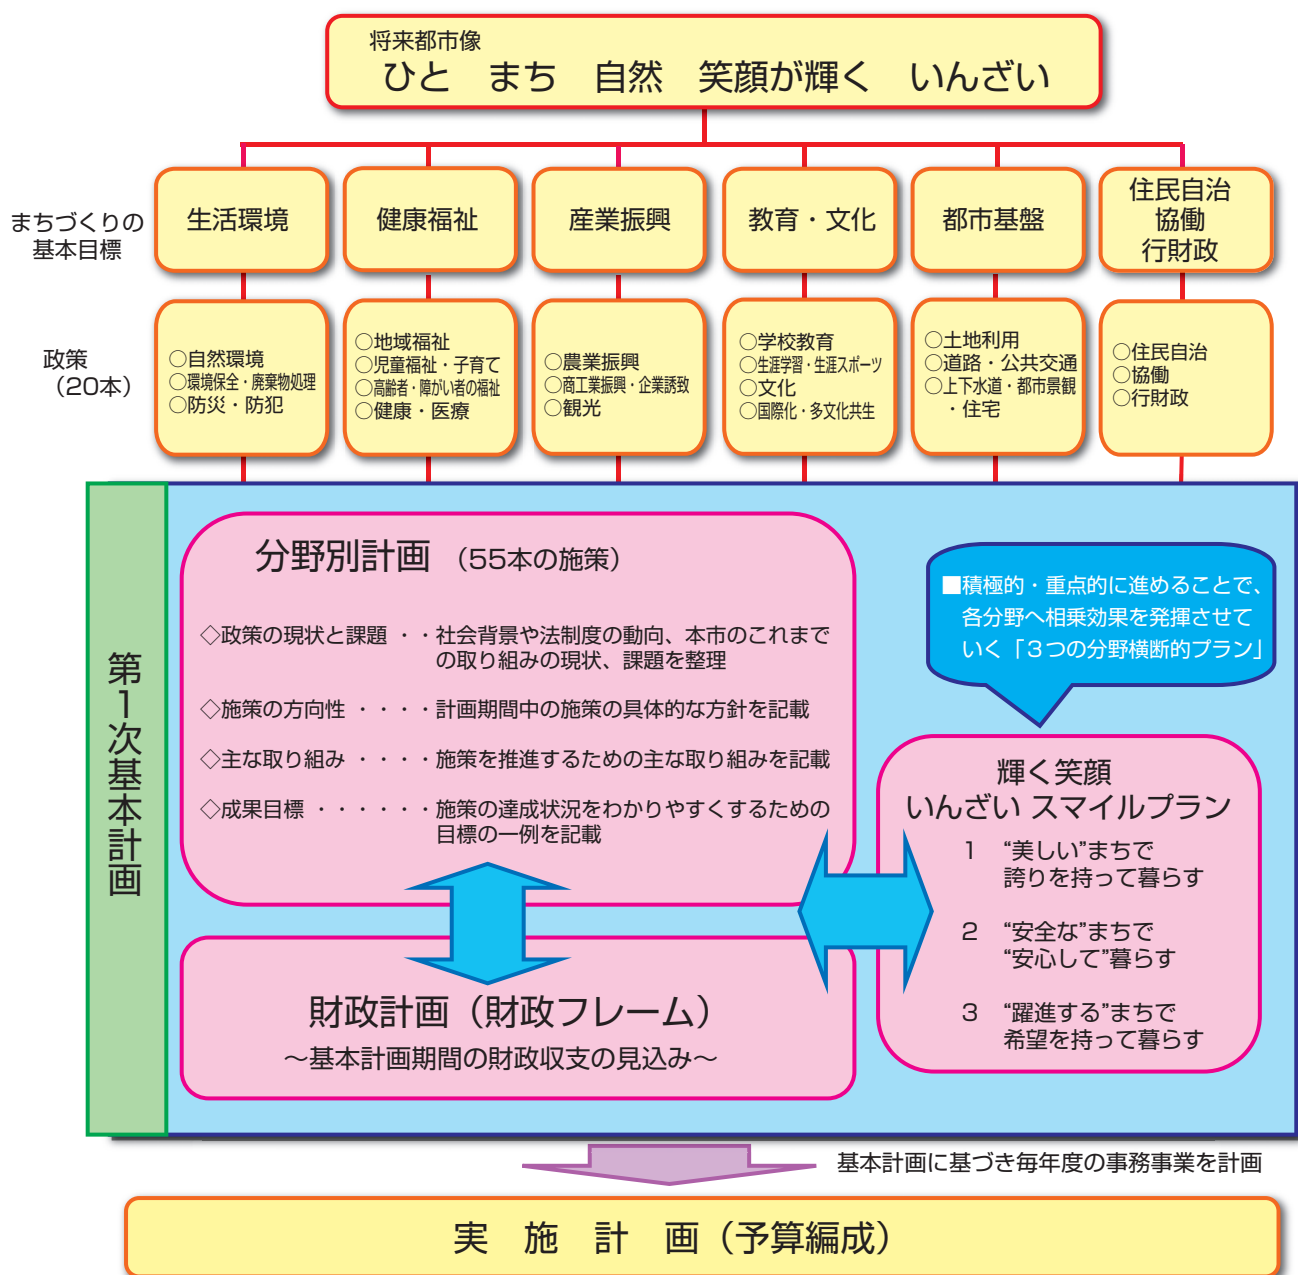 将来都市像
ひと　まち　自然　笑顔が輝く　いんざい
まちづくりの
基本目標
生活環境
健康福祉
産業振興
教育・文化
都市基盤
住民自治
協働
行財政
政策
（20本）
○自然環境
○環境保全・廃棄物処理
○防災・防犯
○地域福祉
○児童福祉・子育て
○高齢者・障がい者の福祉
○健康・医療
○農業振興
○商工業振興・企業誘致
○観光
○学校教育
○生涯学習・生涯スポーツ
○文化
○国際化・多文化共生
○土地利用
○道路・公共交通
○上下水道・都市景観
・住宅
○住民自治
○協働
○行財政
第1次基本計画
分野別計画（55本の施策）
◇政策の現状と課題・・社会背景や法制度の動向、本市のこれまで
の取り組みの現状、課題を整理
◇施策の方向性・・・・計画期間中の施策の具体的な方針を記載
◇主な取り組み・・・・施策を推進するための主な取り組みを記載
◇成果目標・・・・・・施策の達成状況をわかりやすくするための
目標の一例を記載
■積極的・重点的に進めることで、
各分野へ相乗効果を発揮させて
いく「３つの分野横断的プラン」
輝く笑顔
いんざい スマイルプラン
1　“美しい”まちで
誇りを持って暮らす
2　“安全な”まちで
“安心して”暮らす
3　“躍進する”まちで
希望を持って暮らす
財政計画（財政フレーム）
～基本計画期間の財政収支の見込み～
基本計画に基づき毎年度の事務事業を計画
実　施　計　画（予算編成）